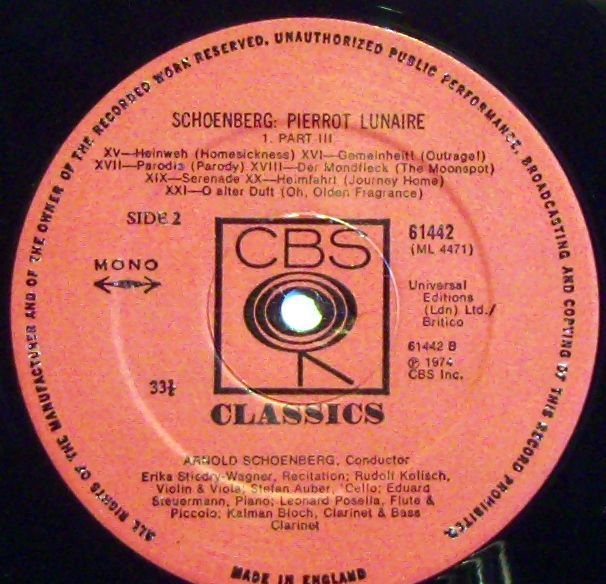 ALL RIGHTS OF THE MANUFACTURER AND OF THE OWNER OF THE RECORDED WORK RESERVED. UNAUTHORIZED PUBLIC PERFORMANCE, BROADCASTING AND COPYING OF THIS RECORD PROHIBITED.
SCHOENBERG: PIERROT LUNAIRE
1. PART III
XV—Heinweh (Homesickness) XVI—Gemeinheit! (Outrage!)
XVII—Parodis (Parody) XVIII—Der Mondfleck (The Moonspot)
XIX—Serenade XX—Heimfahrt (Journey Home)
XXI—O alter Duft (Oh, Olden Fragrance)
SIDE 2
61442
(ML 4471)
CBS
MONO
Universal
Editions
(Ldn) Ltd./
Britico
61442 B
℗ 1974
CBS Inc.
33⅓
CLASSICS
ARNOLD SCHOENBERG, Conductor
Erika Stiedry-Wagner, Recitation; Rudolf Kolisch,
Violin & Viola; Stefan Auber, 'Cello; Eduard
Steuermann, Piano; Leonard Posella, Flute &
Piccolo; Kalman Bloch, Clarinet & Bass
Clarinet
MADE IN ENGLAND